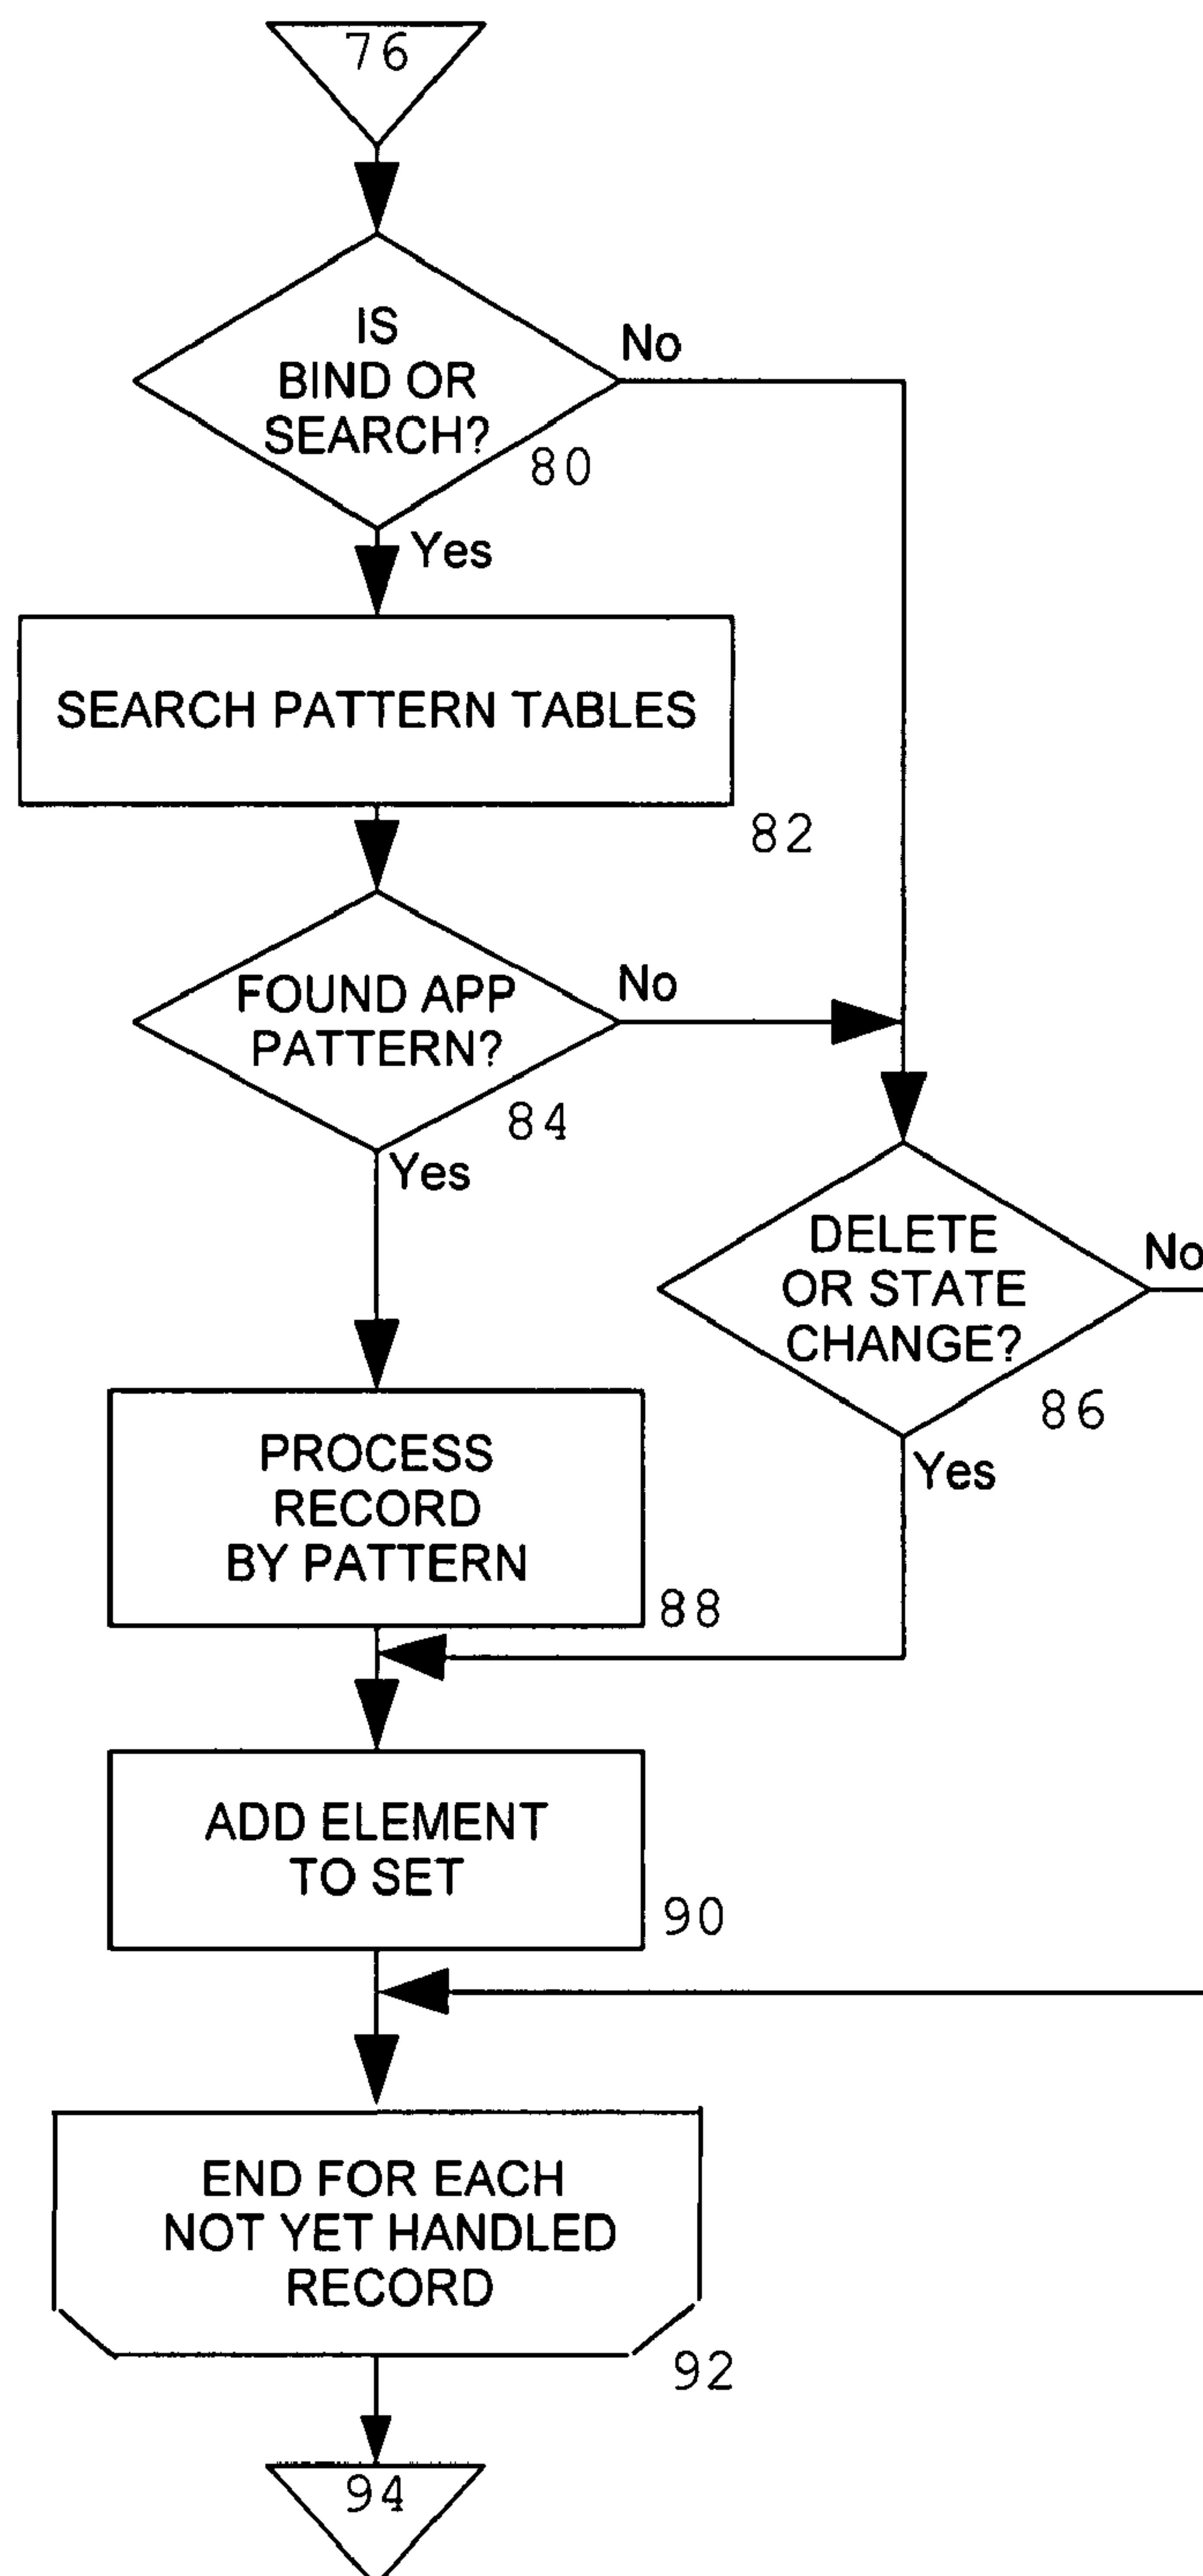 76
IS
BIND OR
SEARCH?
No
80
Yes
SEARCH PATTERN TABLES
82
FOUND APP
PATTERN?
No
84
Yes
DELETE
OR STATE
CHANGE?
No
86
Yes
PROCESS
RECORD
BY PATTERN
88
ADD ELEMENT
TO SET
90
END FOR EACH
NOT YET HANDLED
RECORD
92
94